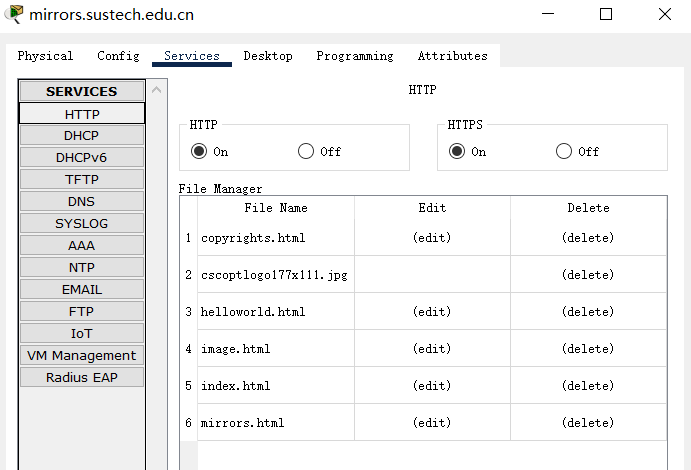 mirrors.sustech.edu.cn
Physical Config Services Desktop Programming Attributes
SERVICES
HTTP
DHCP
DHCPv6
TFTP
DNS
SYSLOG
AAA
NTP
EMAIL
FTP
IoT
VM Management
Radius EAP
HTTP
HTTP
On Off
HTTPS
On Off
File Manager
File Name Edit Delete
1 copyrights.html (edit) (delete)
2 cscoptlogo177x111.jpg (delete)
3 helloworld.html (edit) (delete)
4 image.html (edit) (delete)
5 index.html (edit) (delete)
6 mirrors.html (edit) (delete)